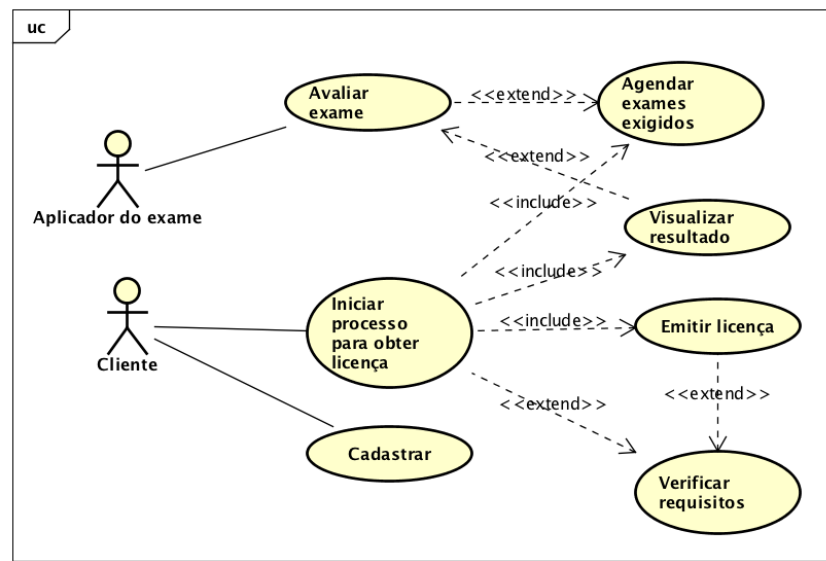 uc
Avaliar
exame
<<extend>>
Agendar
exames
exigidos
<<extend>>
Aplicador do exame
<<include>>
Visualizar
resultado
<<include>>
Iniciar
processo
para obter
licença
<<include>>
Emitir licença
Cliente
<<extend>>
<<extend>>
Cadastrar
Verificar
requisitos